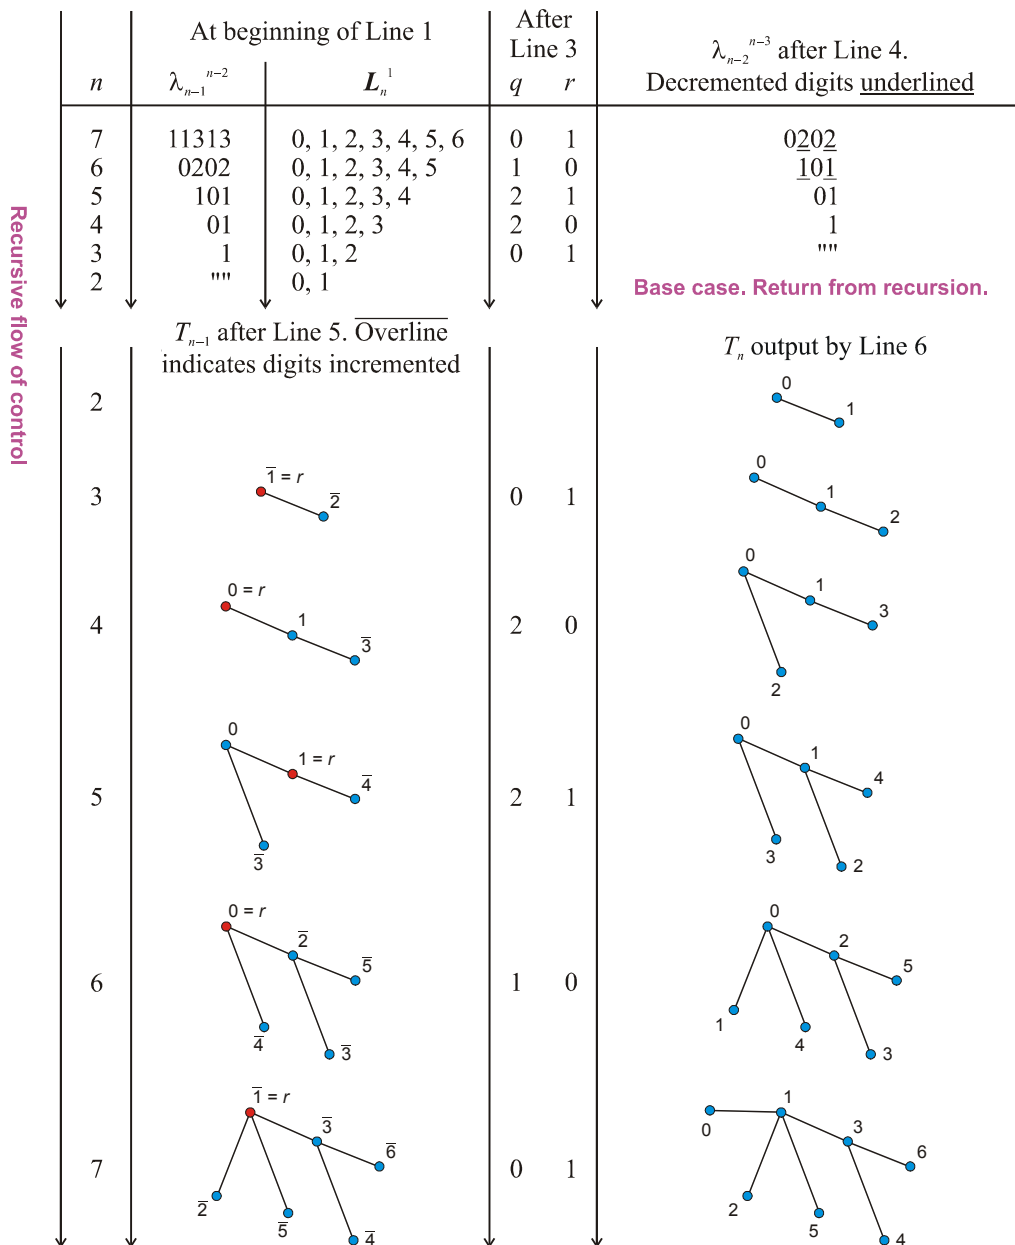 At beginning of Line 1
After
Line 3
n λn−1^n−2 Ln^1 q r
λn−2^n−3 after Line 4.
Decremented digits underlined
7 11313 0, 1, 2, 3, 4, 5, 6 0 1 0202
6 0202 0, 1, 2, 3, 4, 5 1 0 101
5 101 0, 1, 2, 3, 4 2 1 01
4 01 0, 1, 2, 3 2 0 1
3 1 0, 1, 2 0 1 ""
2 "" 0, 1
Base case. Return from recursion.
Recursive flow of control
Tn−1 after Line 5. Overline
indicates digits incremented
Tn output by Line 6
2
0
1
3
1̅ = r
2̅
0 1
0
1
2
4
0 = r
1
3̅
2 0
0
1
3
2
5
0
1 = r
4̅
3̅
2 1
0
1
4
3
2
6
0 = r
2̅
5̅
4̅
3̅
1 0
0
2
5
1
4
3
7
1̅ = r
3̅
6̅
2̅
5̅
4̅
0 1
1
0
3
6
2
5
4